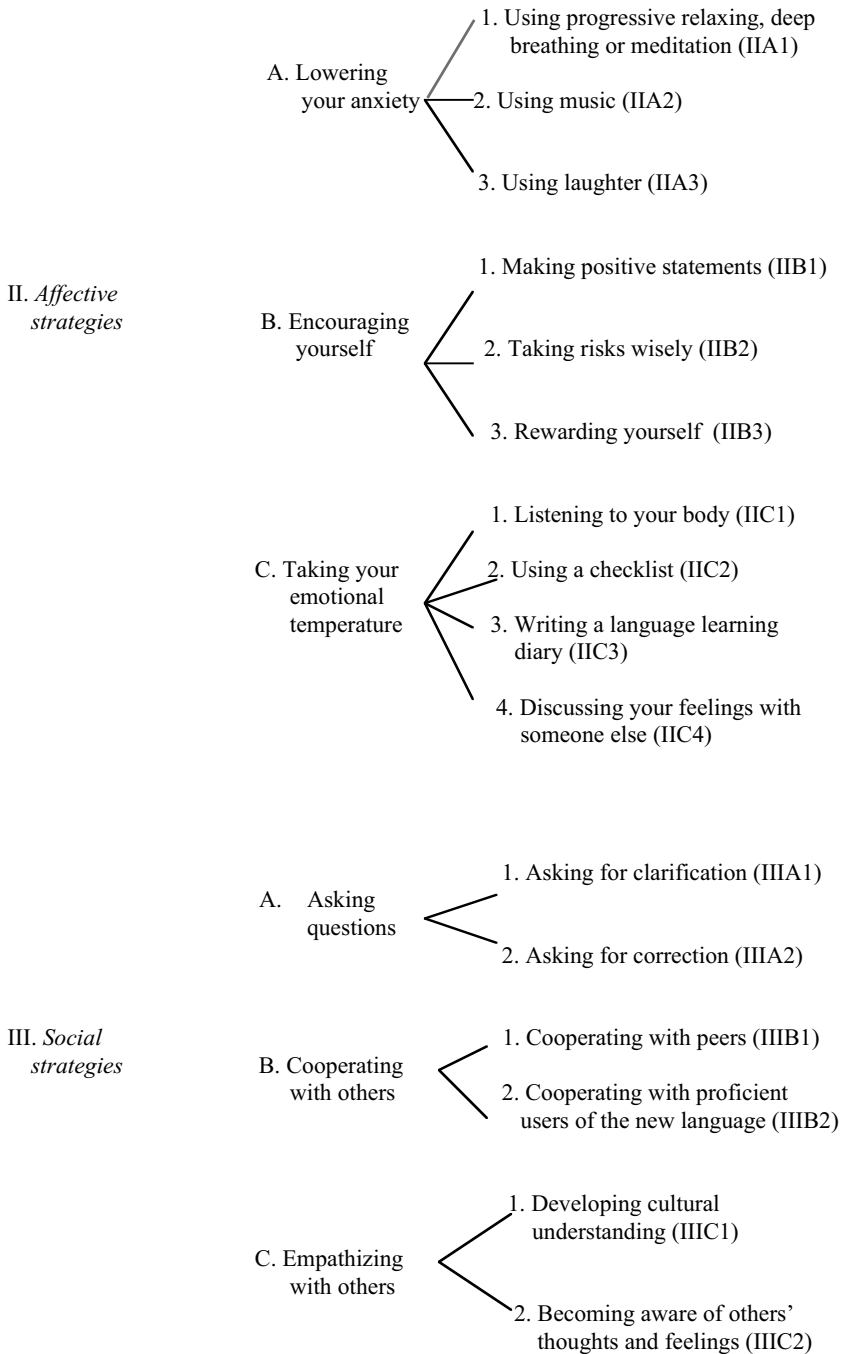 1. Using progressive relaxing, deep
breathing or meditation (IIA1)
A. Lowering
your anxiety
2. Using music (IIA2)
3. Using laughter (IIA3)
II. Affective
strategies
1. Making positive statements (IIB1)
B. Encouraging
yourself
2. Taking risks wisely (IIB2)
3. Rewarding yourself (IIB3)
1. Listening to your body (IIC1)
C. Taking your
emotional
temperature
2. Using a checklist (IIC2)
3. Writing a language learning
diary (IIC3)
4. Discussing your feelings with
someone else (IIC4)
1. Asking for clarification (IIIA1)
A. Asking
questions
2. Asking for correction (IIIA2)
III. Social
strategies
1. Cooperating with peers (IIIB1)
B. Cooperating
with others
2. Cooperating with proficient
users of the new language (IIIB2)
1. Developing cultural
understanding (IIIC1)
C. Empathizing
with others
2. Becoming aware of others’
thoughts and feelings (IIIC2)